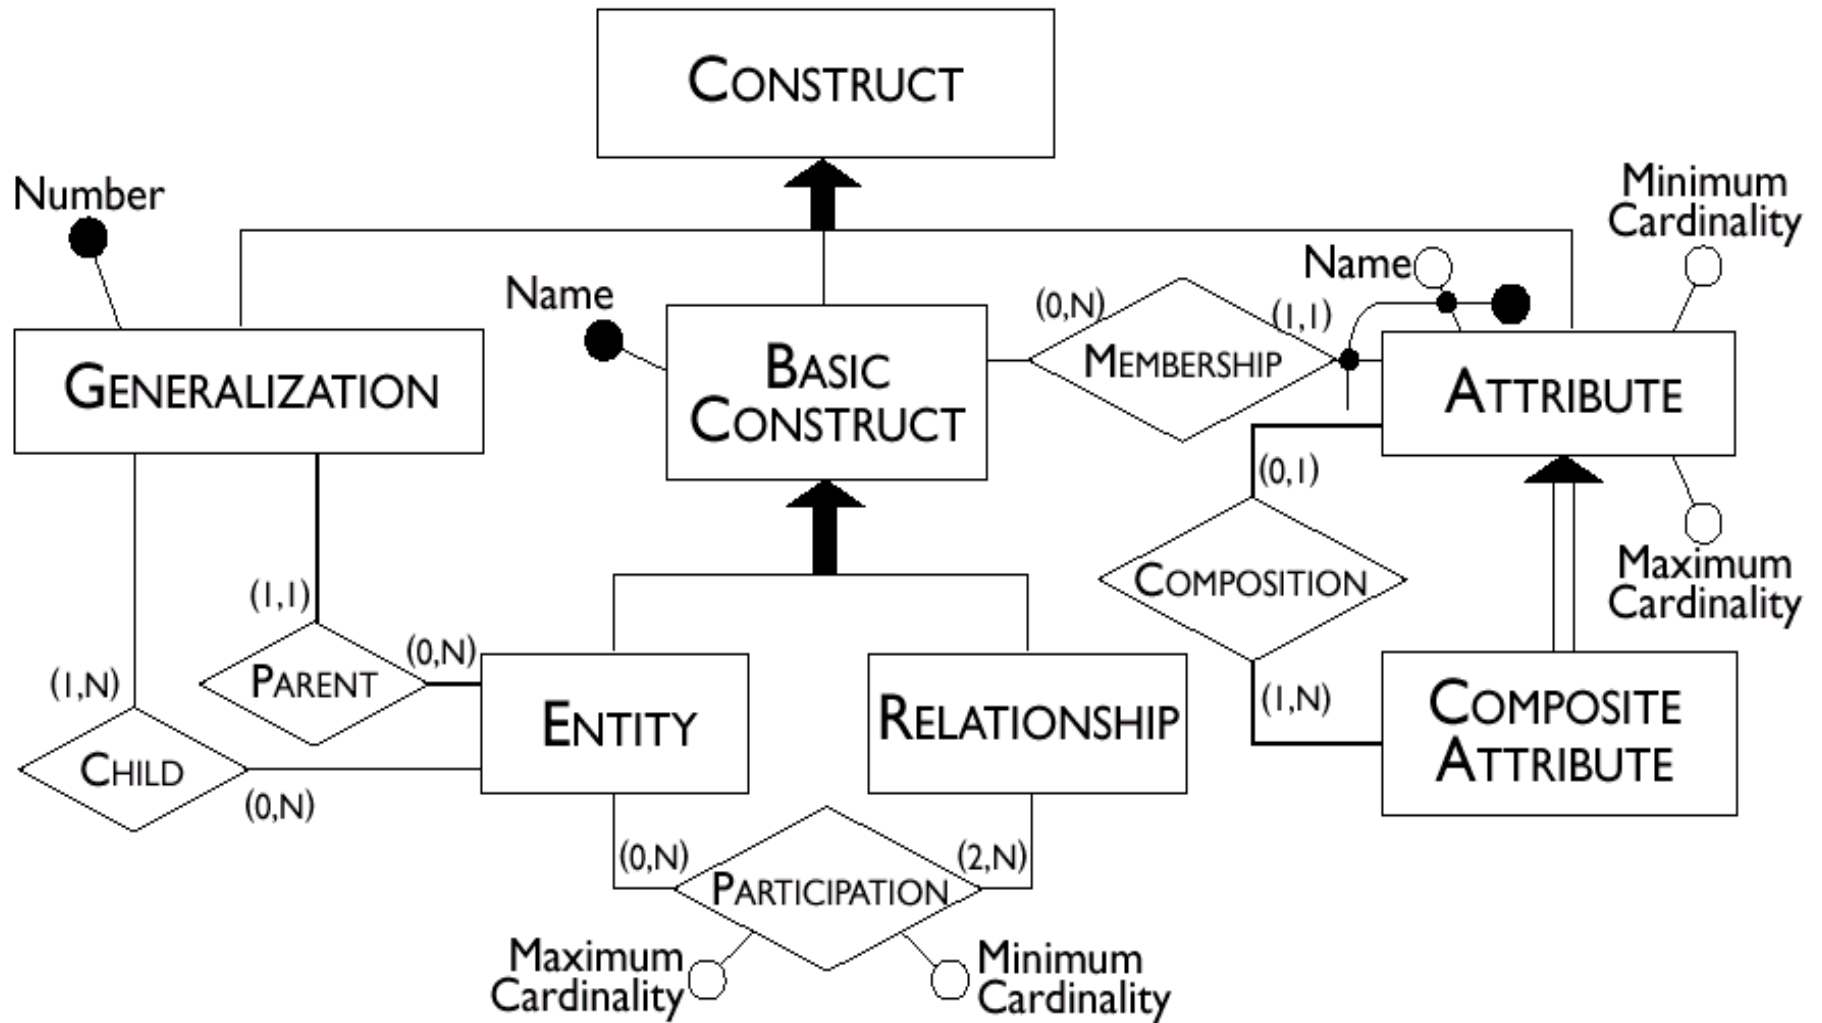 CONSTRUCT
Number
Minimum
Cardinality
Name
Name
(0,N)
(1,1)
GENERALIZATION
BASIC
CONSTRUCT
MEMBERSHIP
ATTRIBUTE
(0,1)
COMPOSITION
Maximum
Cardinality
(1,1)
(0,N)
PARENT
(1,N)
CHILD
(0,N)
ENTITY
RELATIONSHIP
(1,N)
COMPOSITE
ATTRIBUTE
(0,N)
(2,N)
PARTICIPATION
Maximum
Cardinality
Minimum
Cardinality